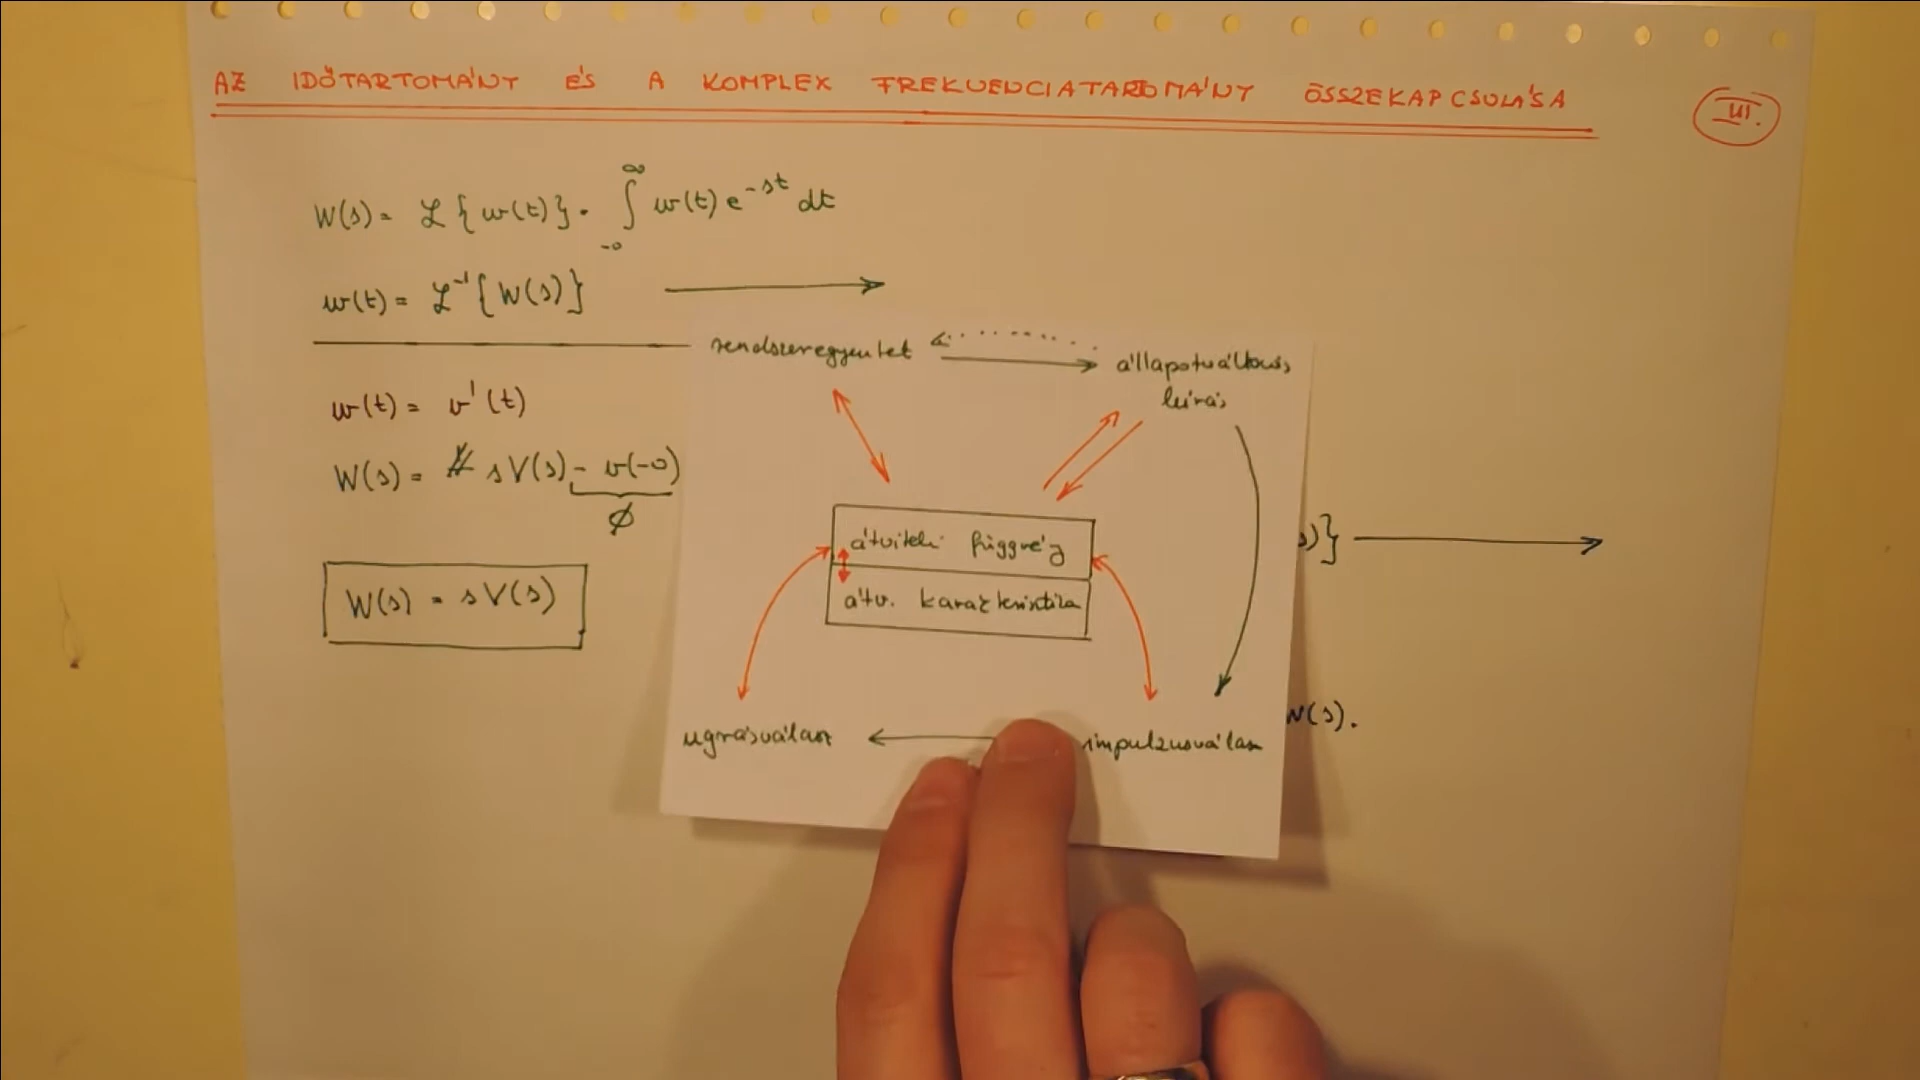 AZ IDŐTARTOMÁNY ÉS A KOMPLEX FREKVENCIATARTOMÁNY ÖSSZEKAPCSOLÁSA
III.
W(s) = ℒ{w(t)} = ∫_{-0}^{∞} w(t) e^{-st} dt
w(t) = ℒ^{-1}{W(s)} →
w(t) = v'(t)
W(s) = sV(s) - v(-0)
∅
W(s) = sV(s)
rendszeregyenlet
állapotváltozós
leírás
átviteli függvény
átv. karakterisztika
ugrásválasz ← impulzusválasz
s)} →
W(s).